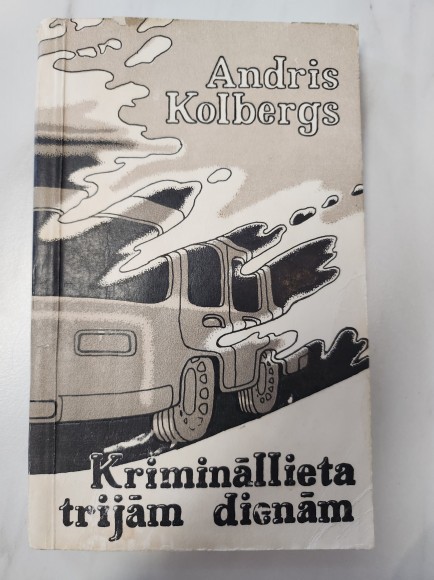 Andris
Kolbergs
Krimināllieta
trijām dienām